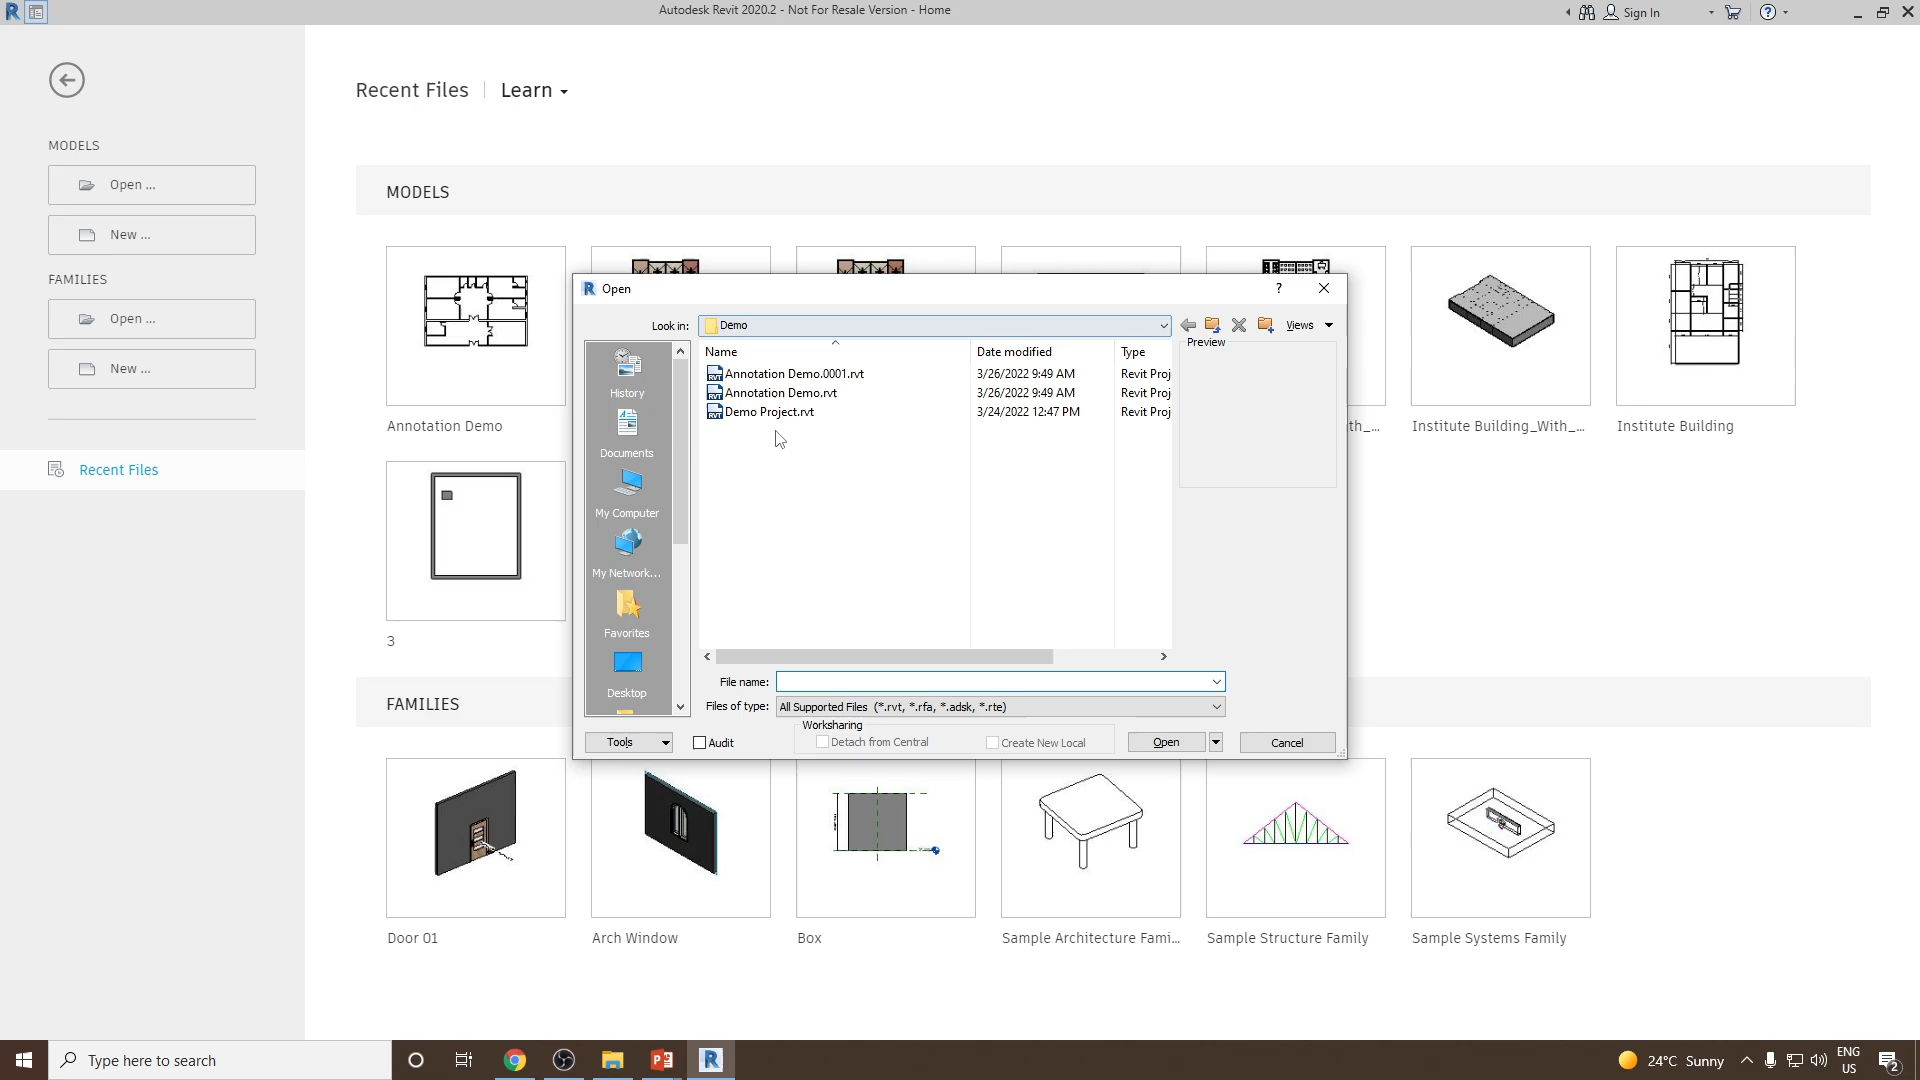 Autodesk Revit 2020.2 - Not For Resale Version - Home
Sign In
Recent Files
Learn
MODELS
Open ...
New ...
FAMILIES
Open ...
New ...
Recent Files
MODELS
Annotation Demo
th_...
Institute Building_With_...
Institute Building
3
FAMILIES
Door 01
Arch Window
Box
Sample Architecture Fami...
Sample Structure Family
Sample Systems Family
Open
?
Look in:
Demo
Views
History
Documents
My Computer
My Network...
Favorites
Desktop
Name
Date modified
Type
Annotation Demo.0001.rvt
3/26/2022 9:49 AM
Revit Proj
Annotation Demo.rvt
3/26/2022 9:49 AM
Revit Proj
Demo Project.rvt
3/24/2022 12:47 PM
Revit Proj
Preview
File name:
Files of type:
All Supported Files (*.rvt, *.rfa, *.adsk, *.rte)
Worksharing
Tools
Audit
Detach from Central
Create New Local
Open
Cancel
Type here to search
24°C Sunny
ENG
US
2